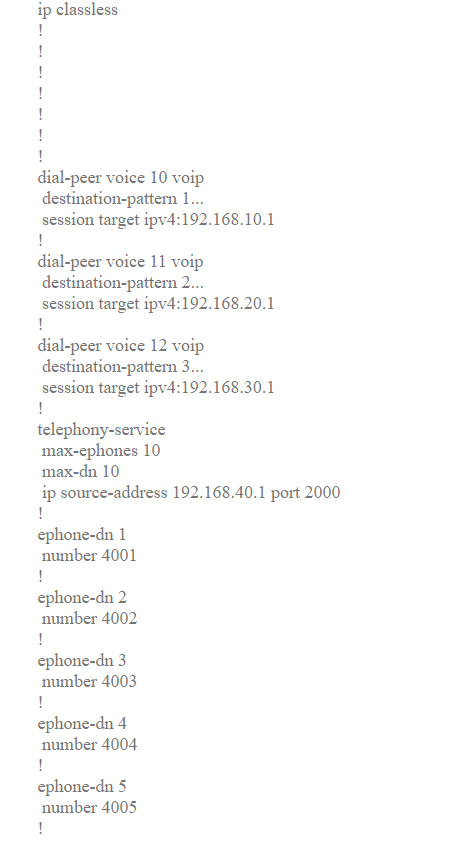 ip classless
!
!
!
!
!
!
!
dial-peer voice 10 voip
destination-pattern 1...
session target ipv4:192.168.10.1
!
dial-peer voice 11 voip
destination-pattern 2...
session target ipv4:192.168.20.1
!
dial-peer voice 12 voip
destination-pattern 3...
session target ipv4:192.168.30.1
!
telephony-service
max-ephones 10
max-dn 10
ip source-address 192.168.40.1 port 2000
!
ephone-dn 1
number 4001
!
ephone-dn 2
number 4002
!
ephone-dn 3
number 4003
!
ephone-dn 4
number 4004
!
ephone-dn 5
number 4005
!